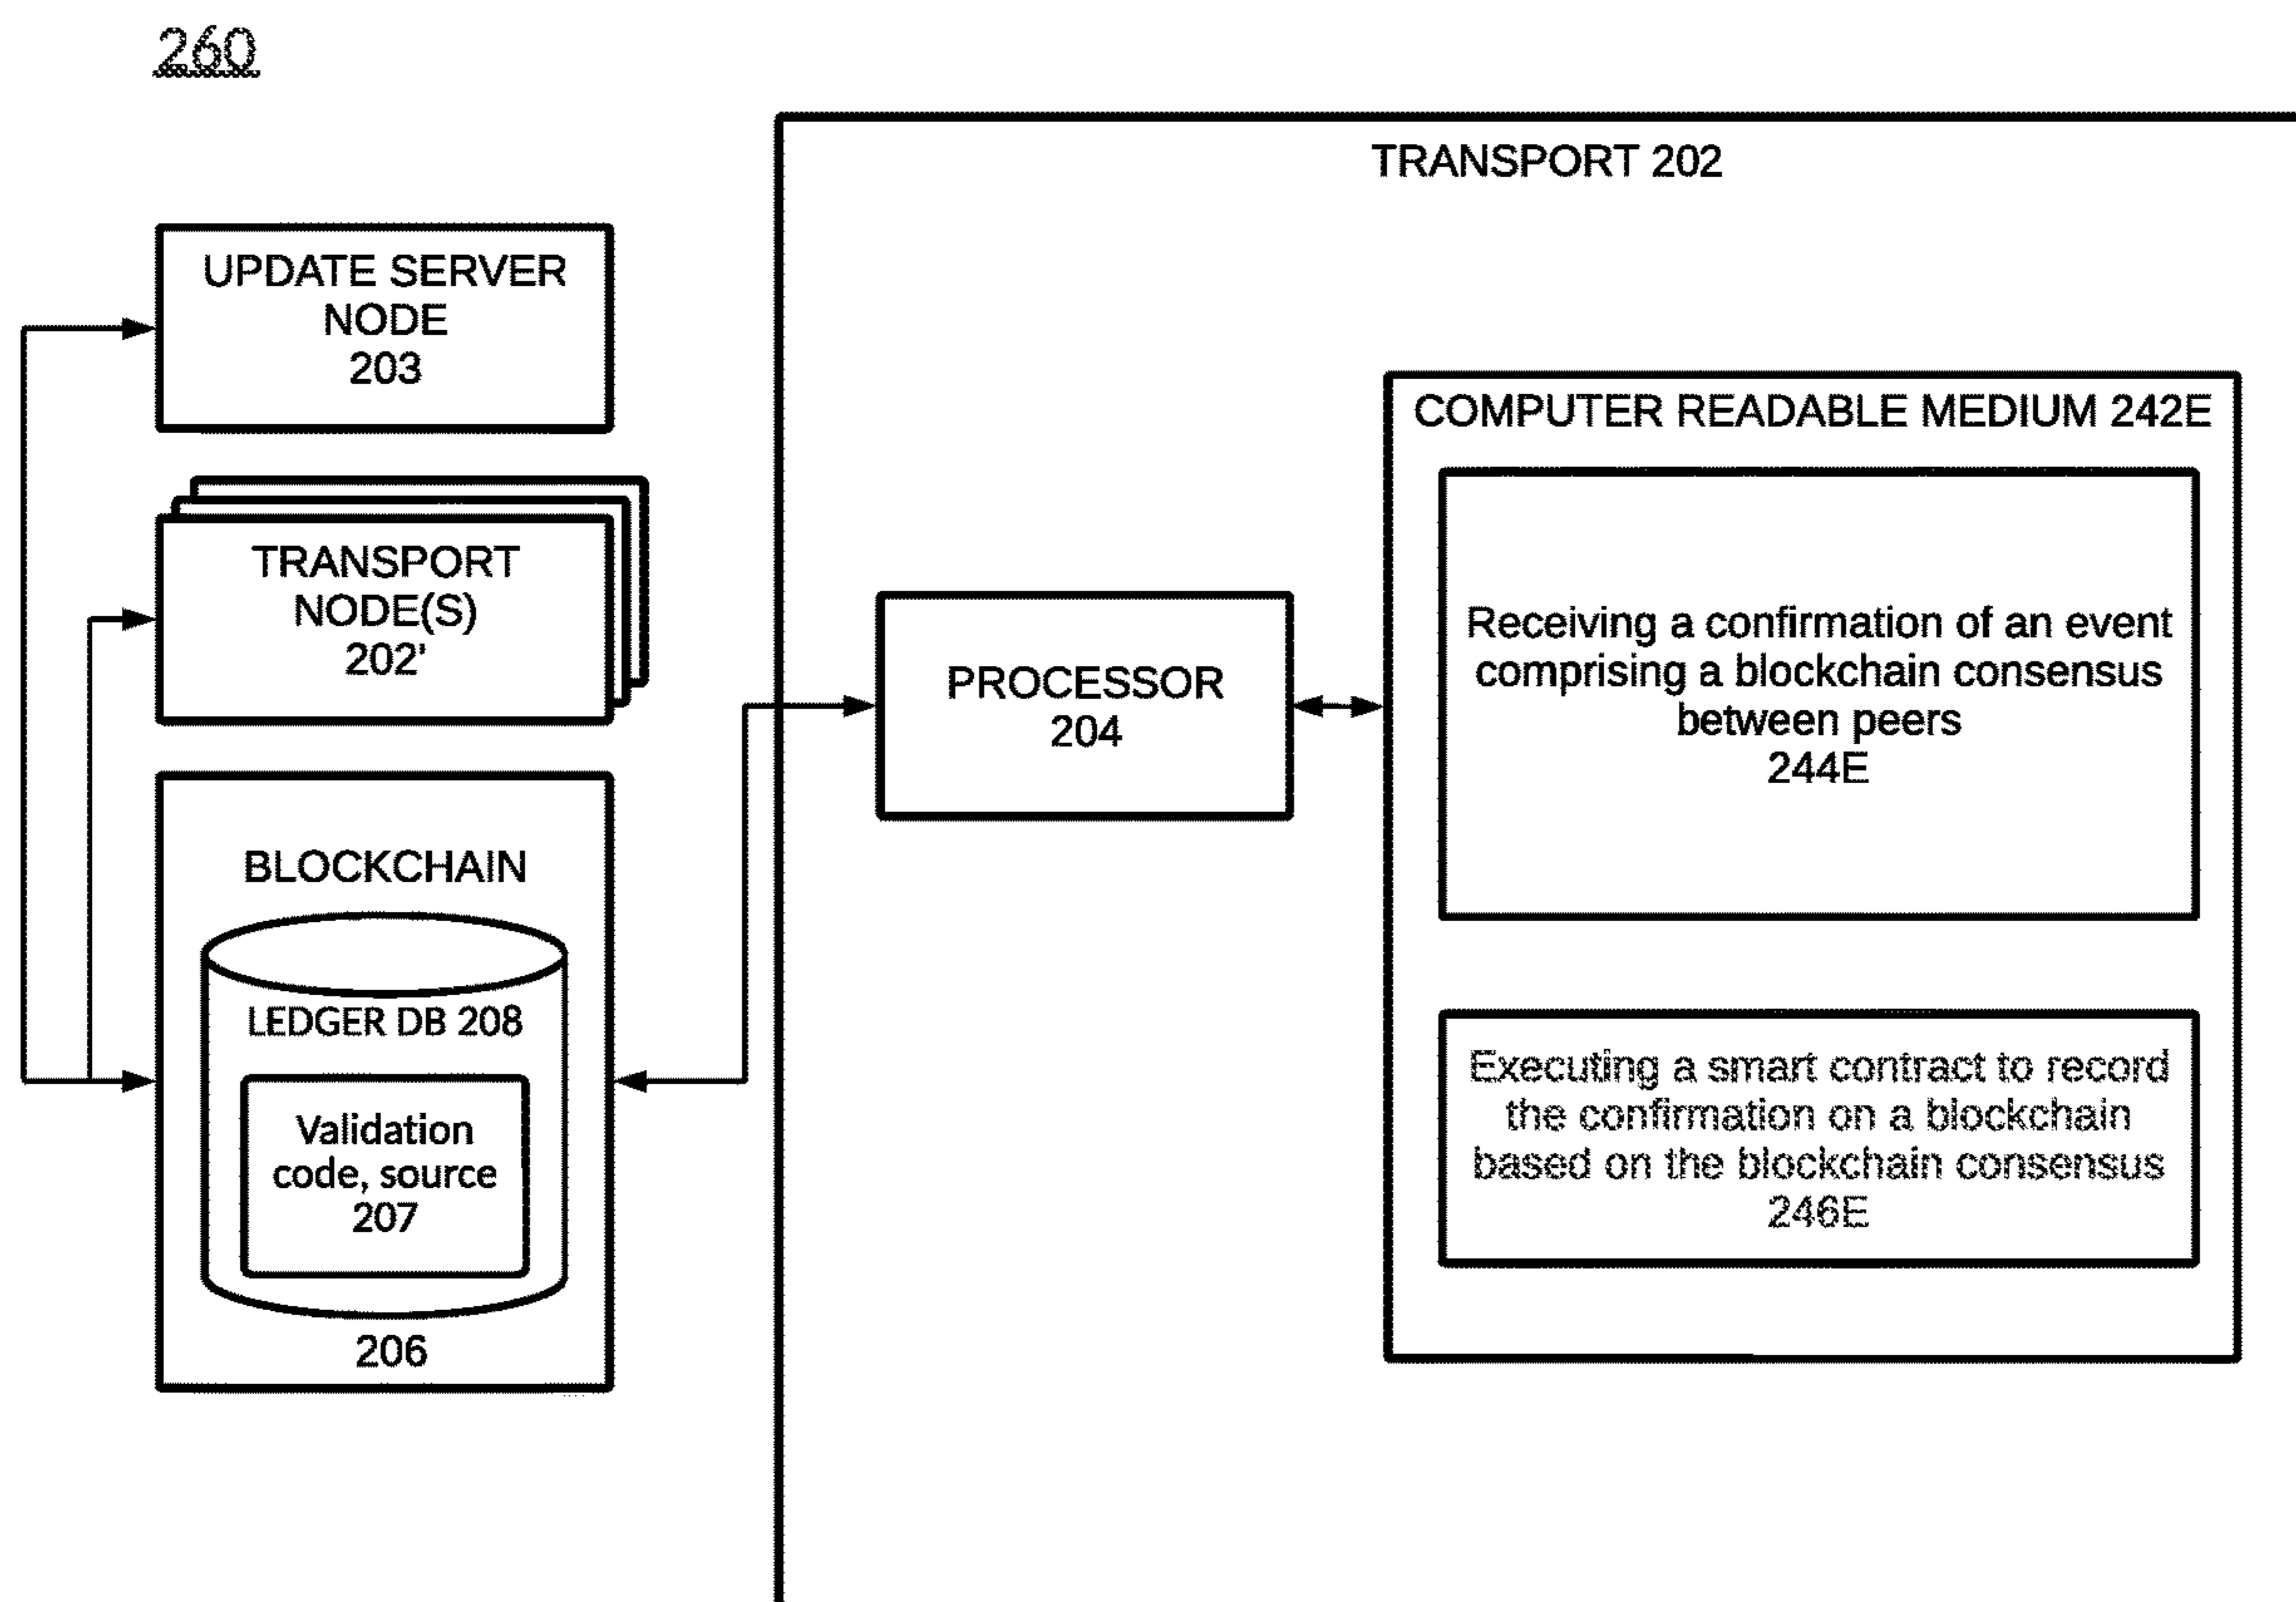 260
TRANSPORT 202
UPDATE SERVER
NODE
203
TRANSPORT
NODE(S)
202'
BLOCKCHAIN
LEDGER DB 208
Validation
code, source
207
206
PROCESSOR
204
COMPUTER READABLE MEDIUM 242E
Receiving a confirmation of an event
comprising a blockchain consensus
between peers
244E
Executing a smart contract to record
the confirmation on a blockchain
based on the blockchain consensus
246E